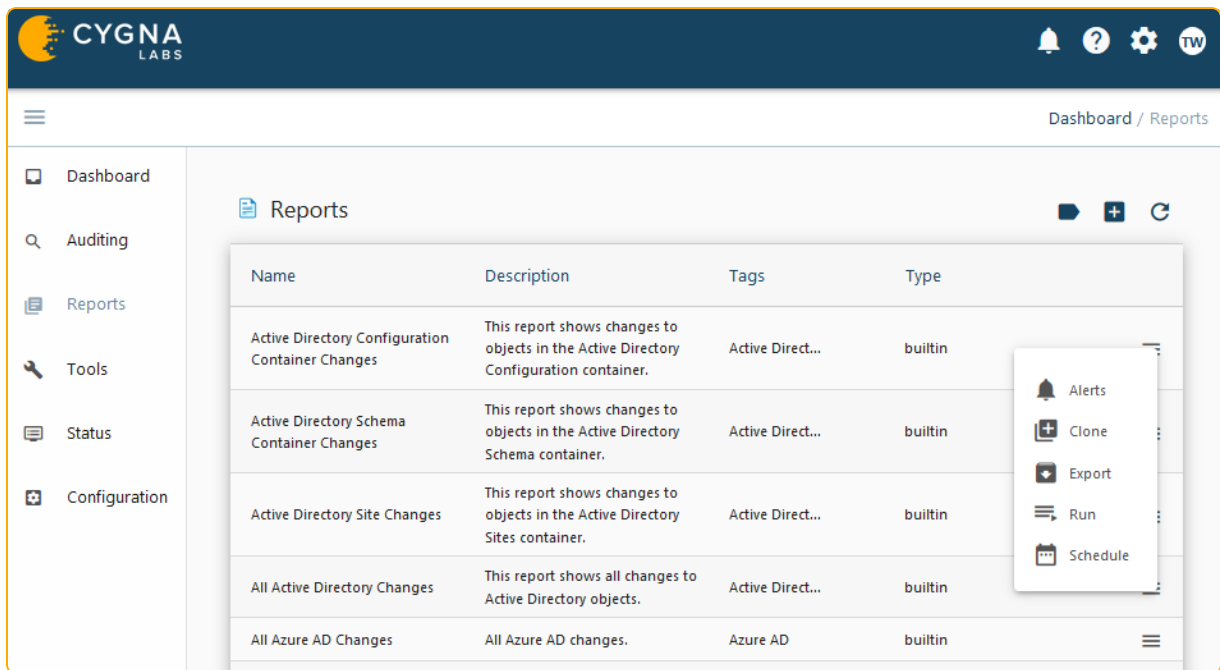 CYGNA
LABS
TW
Dashboard / Reports
Dashboard
Auditing
Reports
Tools
Status
Configuration
Reports
Name Description Tags Type
Active Directory Configuration
Container Changes
This report shows changes to
objects in the Active Directory
Configuration container.
Active Direct...
builtin
Active Directory Schema
Container Changes
This report shows changes to
objects in the Active Directory
Schema container.
Active Direct...
builtin
Active Directory Site Changes
This report shows changes to
objects in the Active Directory
Sites container.
Active Direct...
builtin
All Active Directory Changes
This report shows all changes to
Active Directory objects.
Active Direct...
builtin
All Azure AD Changes
All Azure AD changes.
Azure AD
builtin
Alerts
Clone
Export
Run
Schedule